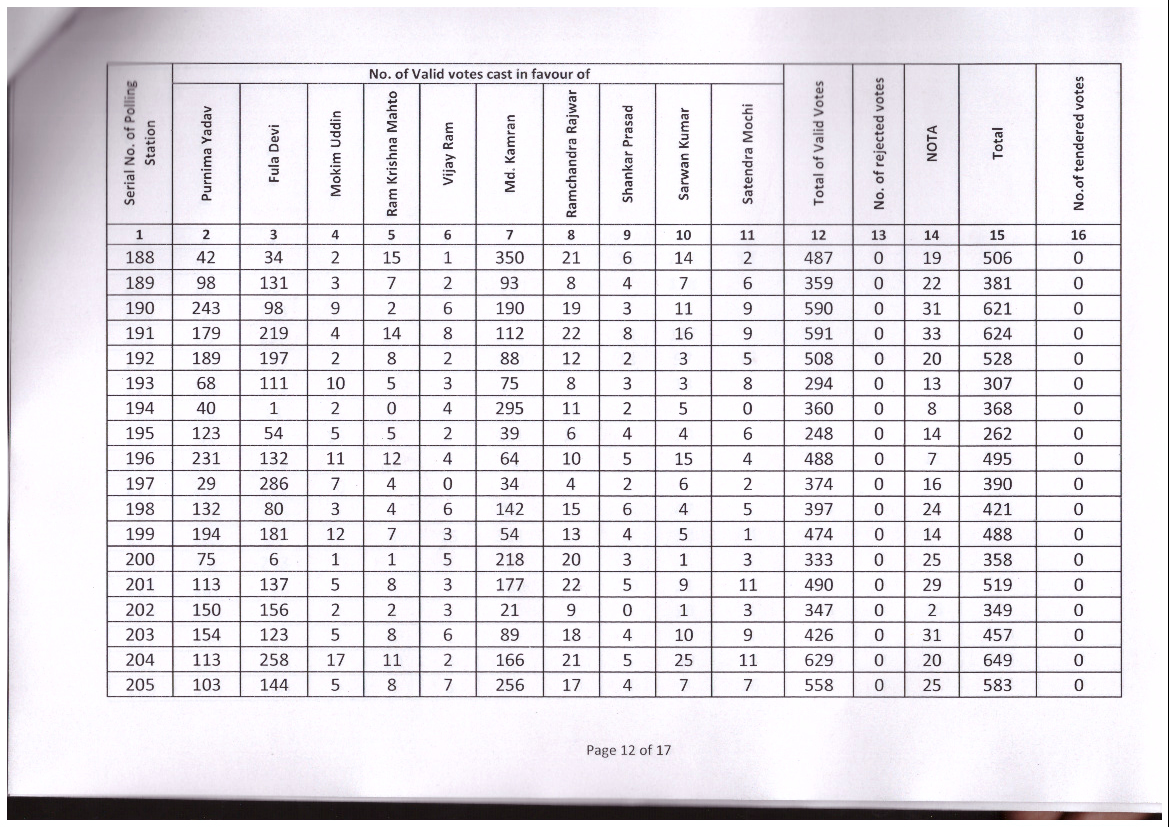 No. of Valid votes cast in favour of
Serial No. of Polling Station Purnima Yadav Fula Devi Mokim Uddin Ram Krishna Mahto Vijay Ram Md. Kamran Ramchandra Rajwar Shankar Prasad Sarwan Kumar Satendra Mochi Total of Valid Votes No. of rejected votes NOTA Total No.of tendered votes
1 2 3 4 5 6 7 8 9 10 11 12 13 14 15 16
188 42 34 2 15 1 350 21 6 14 2 487 0 19 506 0
189 98 131 3 7 2 93 8 4 7 6 359 0 22 381 0
190 243 98 9 2 6 190 19 3 11 9 590 0 31 621 0
191 179 219 4 14 8 112 22 8 16 9 591 0 33 624 0
192 189 197 2 8 2 88 12 2 3 5 508 0 20 528 0
193 68 111 10 5 3 75 8 3 3 8 294 0 13 307 0
194 40 1 2 0 4 295 11 2 5 0 360 0 8 368 0
195 123 54 5 5 2 39 6 4 4 6 248 0 14 262 0
196 231 132 11 12 4 64 10 5 15 4 488 0 7 495 0
197 29 286 7 4 0 34 4 2 6 2 374 0 16 390 0
198 132 80 3 4 6 142 15 6 4 5 397 0 24 421 0
199 194 181 12 7 3 54 13 4 5 1 474 0 14 488 0
200 75 6 1 1 5 218 20 3 1 3 333 0 25 358 0
201 113 137 5 8 3 177 22 5 9 11 490 0 29 519 0
202 150 156 2 2 3 21 9 0 1 3 347 0 2 349 0
203 154 123 5 8 6 89 18 4 10 9 426 0 31 457 0
204 113 258 17 11 2 166 21 5 25 11 629 0 20 649 0
205 103 144 5 8 7 256 17 4 7 7 558 0 25 583 0
Page 12 of 17